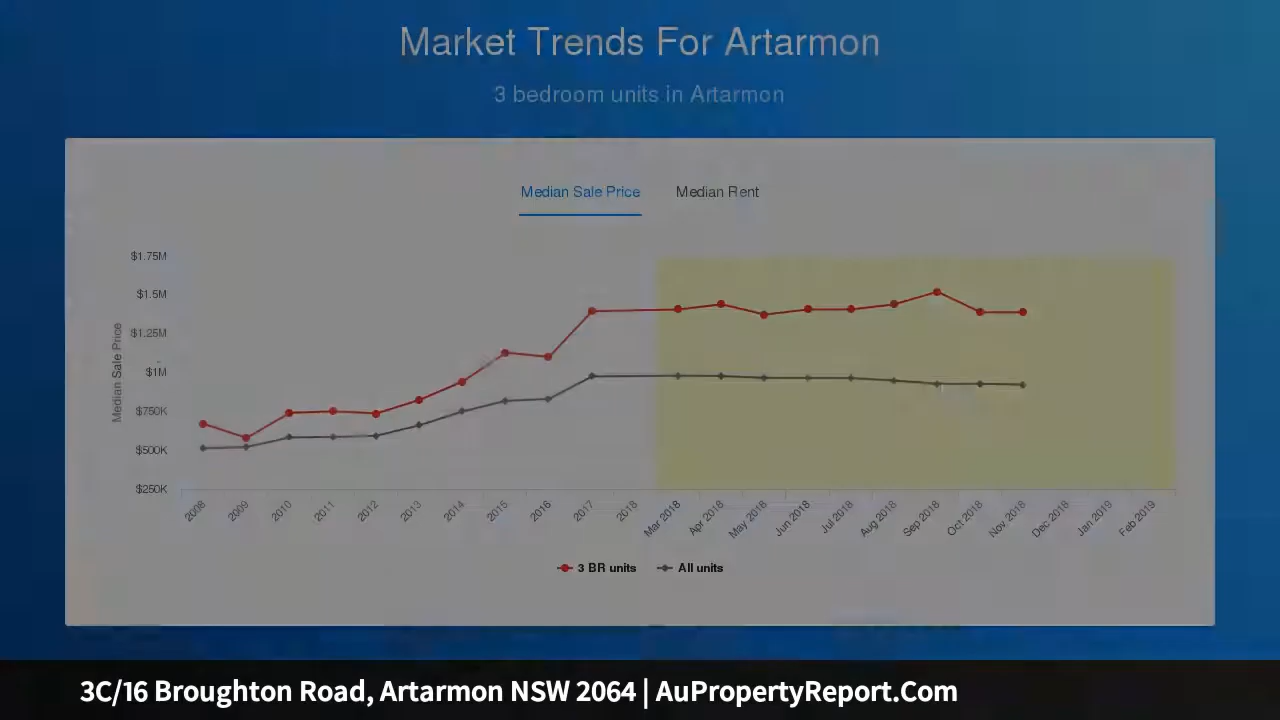 Market Trends For Artarmon
3 bedroom units in Artarmon
Median Sale Price Median Rent
$1.75M
$1.5M
$1.25M
$1M
$750K
$500K
$250K
Median Sale Price
2008 2009 2010 2011 2012 2013 2014 2015 2016 2017 2018 Mar 2018 Apr 2018 May 2018 Jun 2018 Jul 2018 Aug 2018 Sep 2018 Oct 2018 Nov 2018 Dec 2018 Jan 2019 Feb 2019
3 BR units All units
3C/16 Broughton Road, Artarmon NSW 2064 | AuPropertyReport.Com